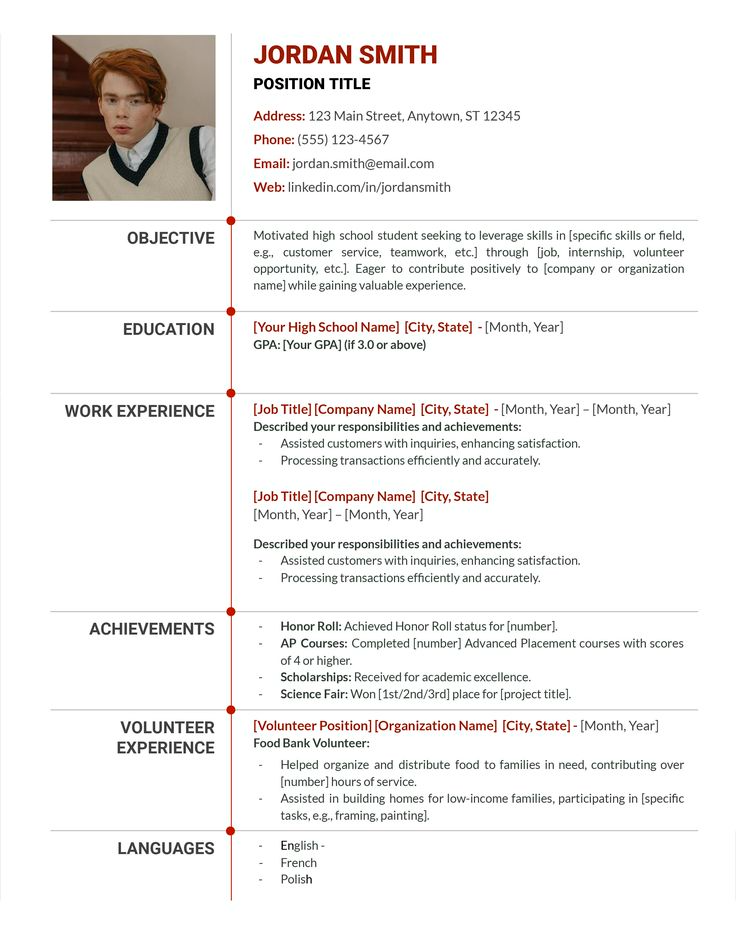 JORDAN SMITH
POSITION TITLE
Address: 123 Main Street, Anytown, ST 12345
Phone: (555) 123-4567
Email: jordan.smith@email.com
Web: linkedin.com/in/jordansmith
OBJECTIVE
Motivated high school student seeking to leverage skills in [specific skills or field,
e.g., customer service, teamwork, etc.] through [job, internship, volunteer
opportunity, etc.]. Eager to contribute positively to [company or organization
name] while gaining valuable experience.
EDUCATION
[Your High School Name] [City, State] - [Month, Year]
GPA: [Your GPA] (if 3.0 or above)
WORK EXPERIENCE
[Job Title] [Company Name] [City, State] - [Month, Year] – [Month, Year]
Described your responsibilities and achievements:
- Assisted customers with inquiries, enhancing satisfaction.
- Processing transactions efficiently and accurately.
[Job Title] [Company Name] [City, State]
[Month, Year] – [Month, Year]
Described your responsibilities and achievements:
- Assisted customers with inquiries, enhancing satisfaction.
- Processing transactions efficiently and accurately.
ACHIEVEMENTS
- Honor Roll: Achieved Honor Roll status for [number].
- AP Courses: Completed [number] Advanced Placement courses with scores
of 4 or higher.
- Scholarships: Received for academic excellence.
- Science Fair: Won [1st/2nd/3rd] place for [project title].
VOLUNTEER
EXPERIENCE
[Volunteer Position] [Organization Name] [City, State] - [Month, Year]
Food Bank Volunteer:
- Helped organize and distribute food to families in need, contributing over
[number] hours of service.
- Assisted in building homes for low-income families, participating in [specific
tasks, e.g., framing, painting].
LANGUAGES
- English -
- French
- Polish